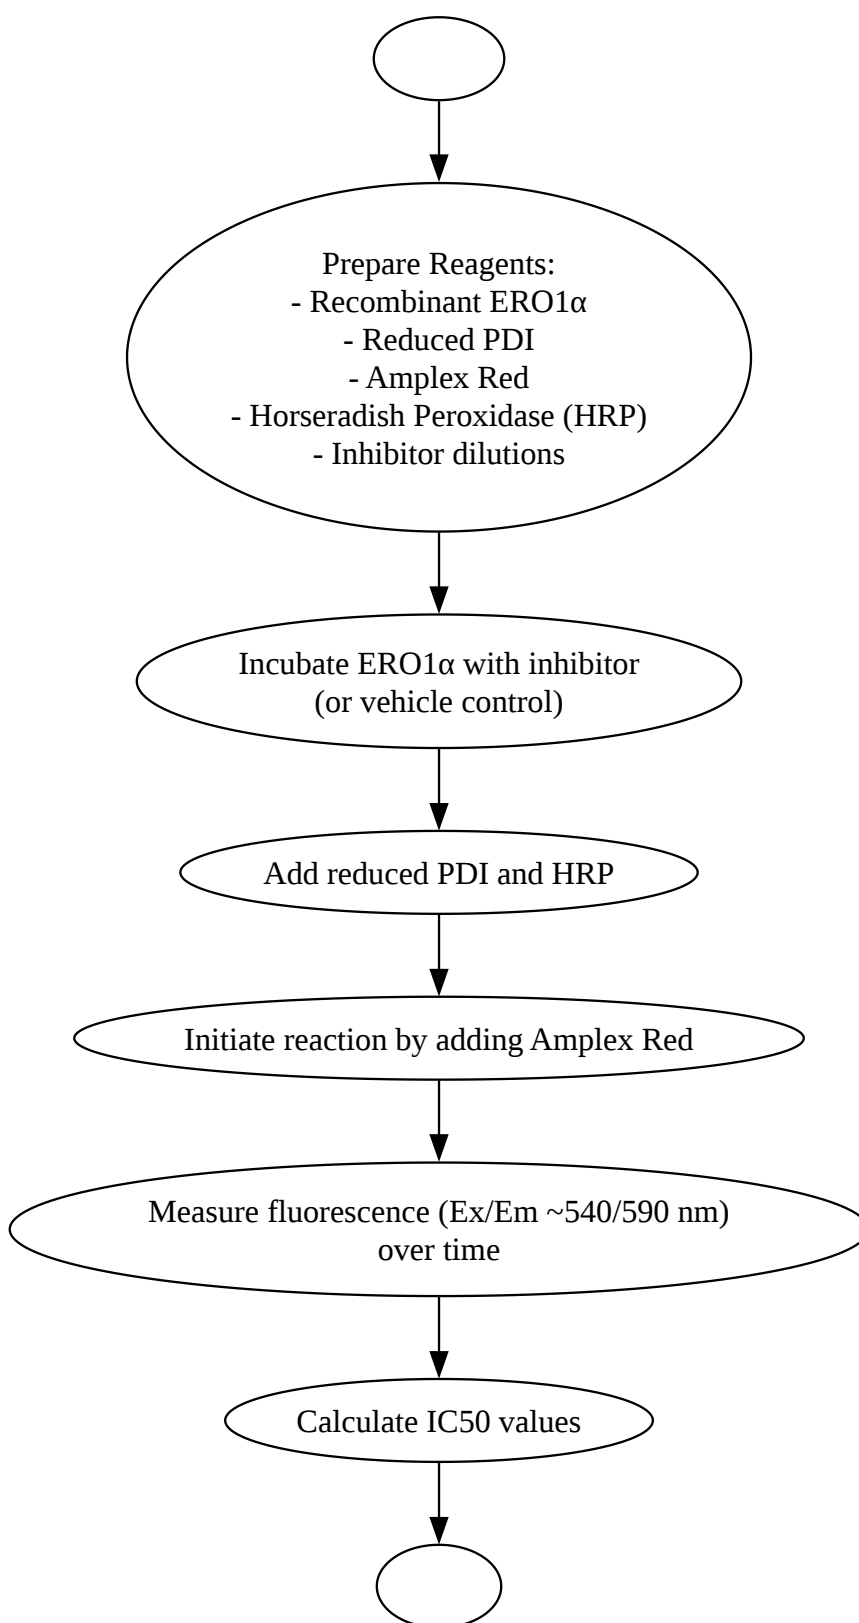 Prepare Reagents:
- Recombinant ERO1α
- Reduced PDI
- Amplex Red
- Horseradish Peroxidase (HRP)
- Inhibitor dilutions
Incubate ERO1α with inhibitor
(or vehicle control)
Add reduced PDI and HRP
Initiate reaction by adding Amplex Red
Measure fluorescence (Ex/Em ~540/590 nm)
over time
Calculate IC50 values